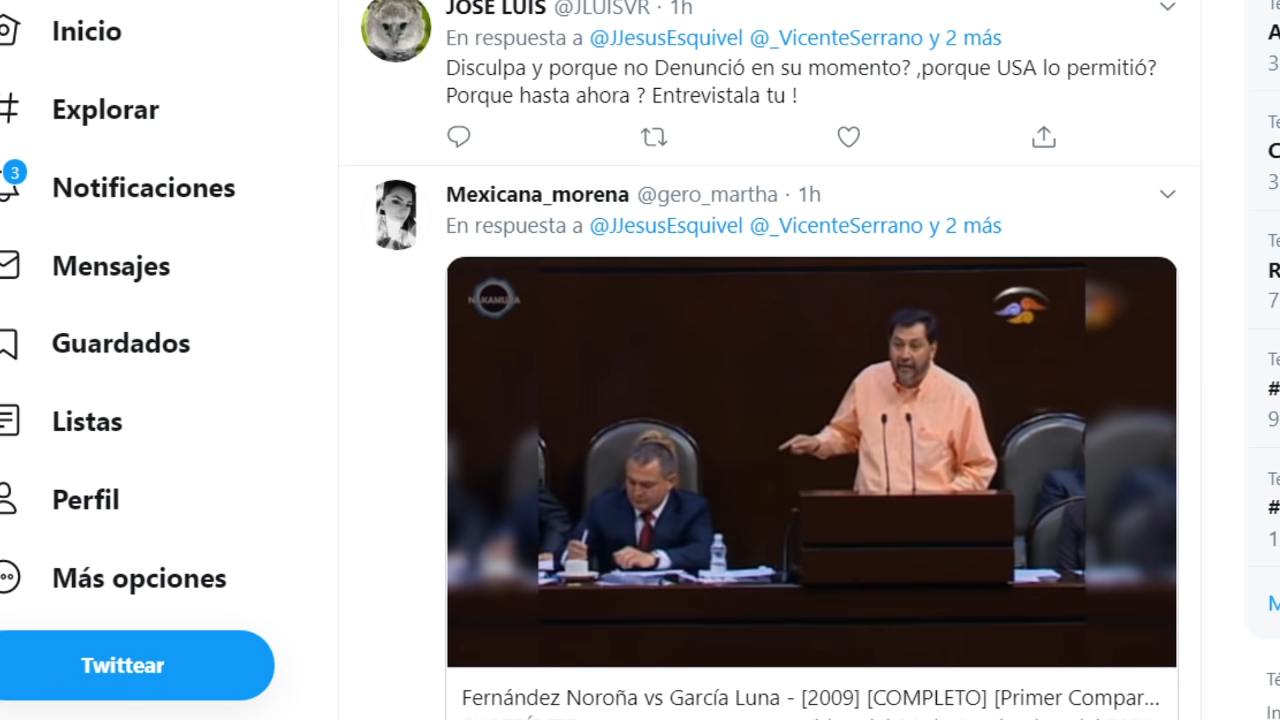 Inicio
Explorar
3
Notificaciones
Mensajes
Guardados
Listas
Perfil
Más opciones
Twittear
JOSE LUIS @JLUISVR · 1h
En respuesta a @JJesusEsquivel @_VicenteSerrano y 2 más
Disculpa y porque no Denunció en su momento? ,porque USA lo permitió?
Porque hasta ahora ? Entrevistala tu !
Mexicana_morena @gero_martha · 1h
En respuesta a @JJesusEsquivel @_VicenteSerrano y 2 más
Fernández Noroña vs García Luna - [2009] [COMPLETO] [Primer Compar...